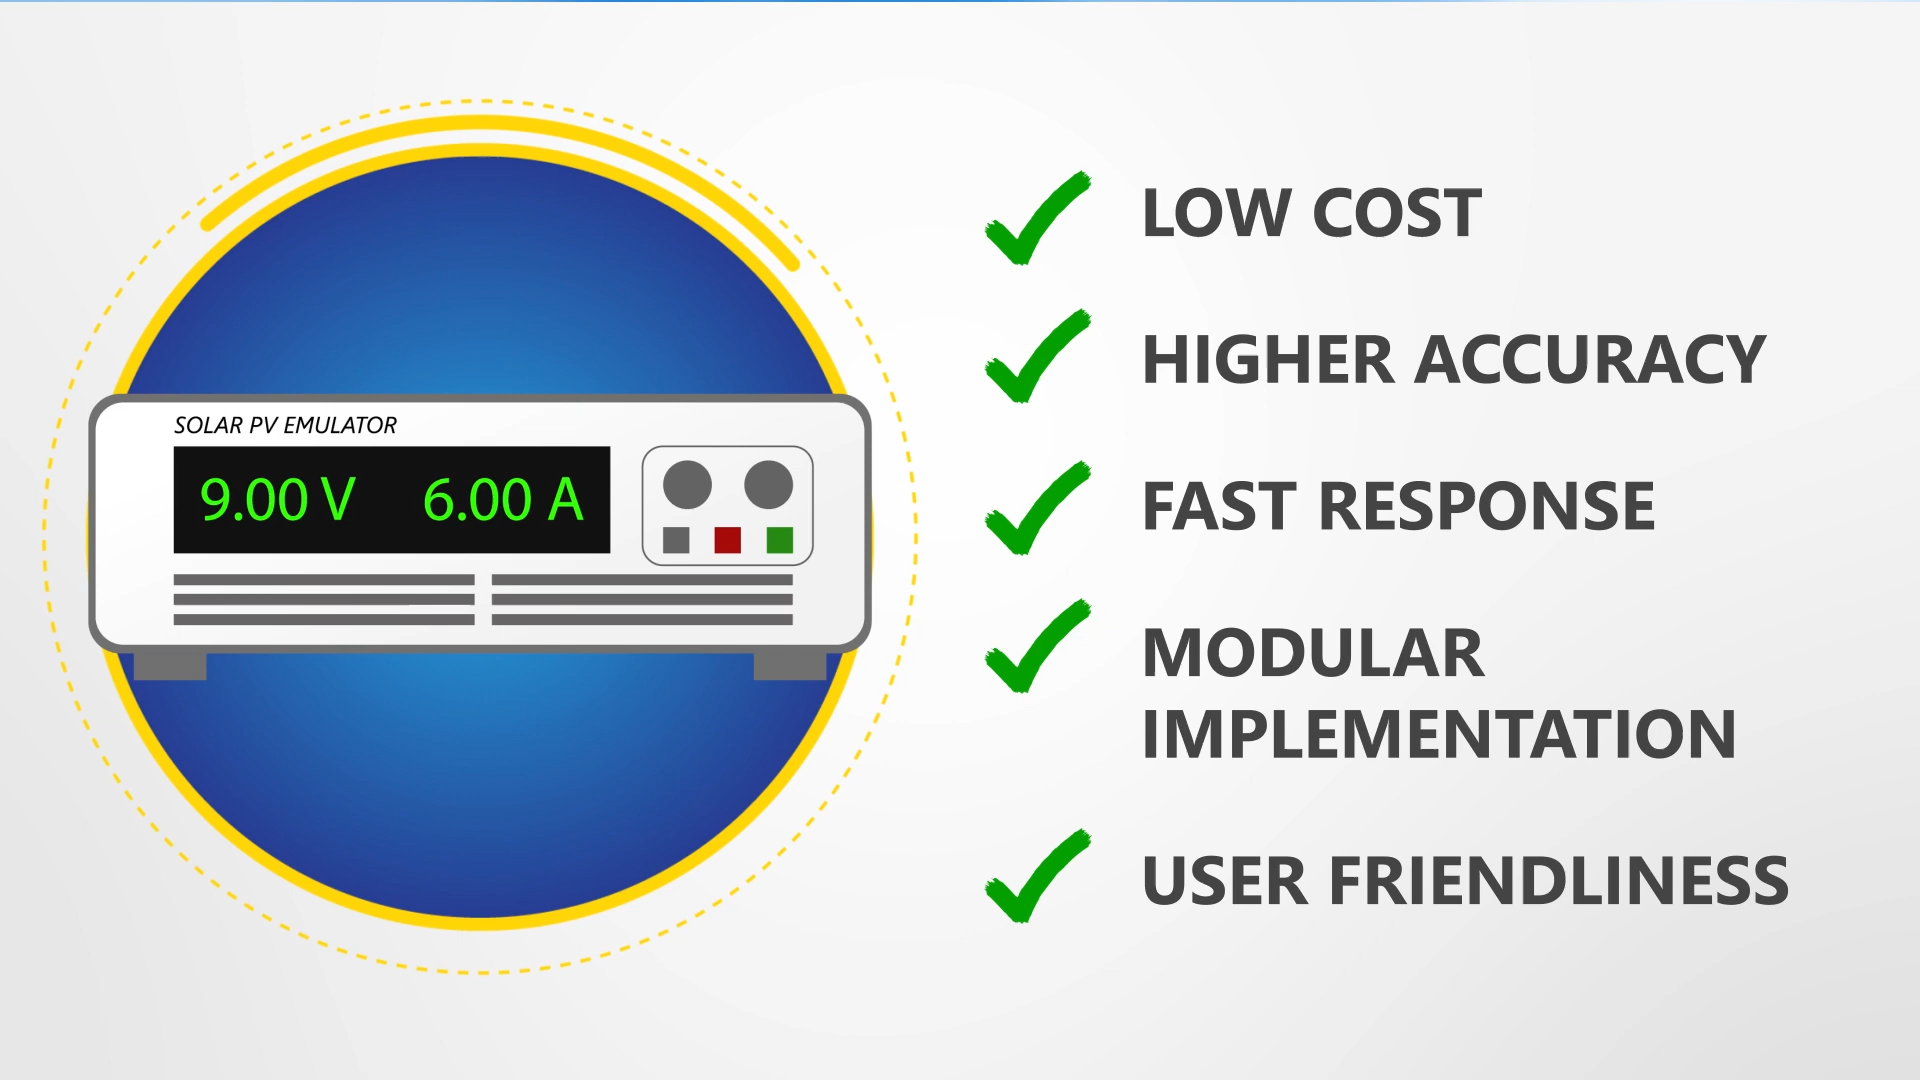 SOLAR PV EMULATOR
9.00 V 6.00 A
LOW COST
HIGHER ACCURACY
FAST RESPONSE
MODULAR
IMPLEMENTATION
USER FRIENDLINESS